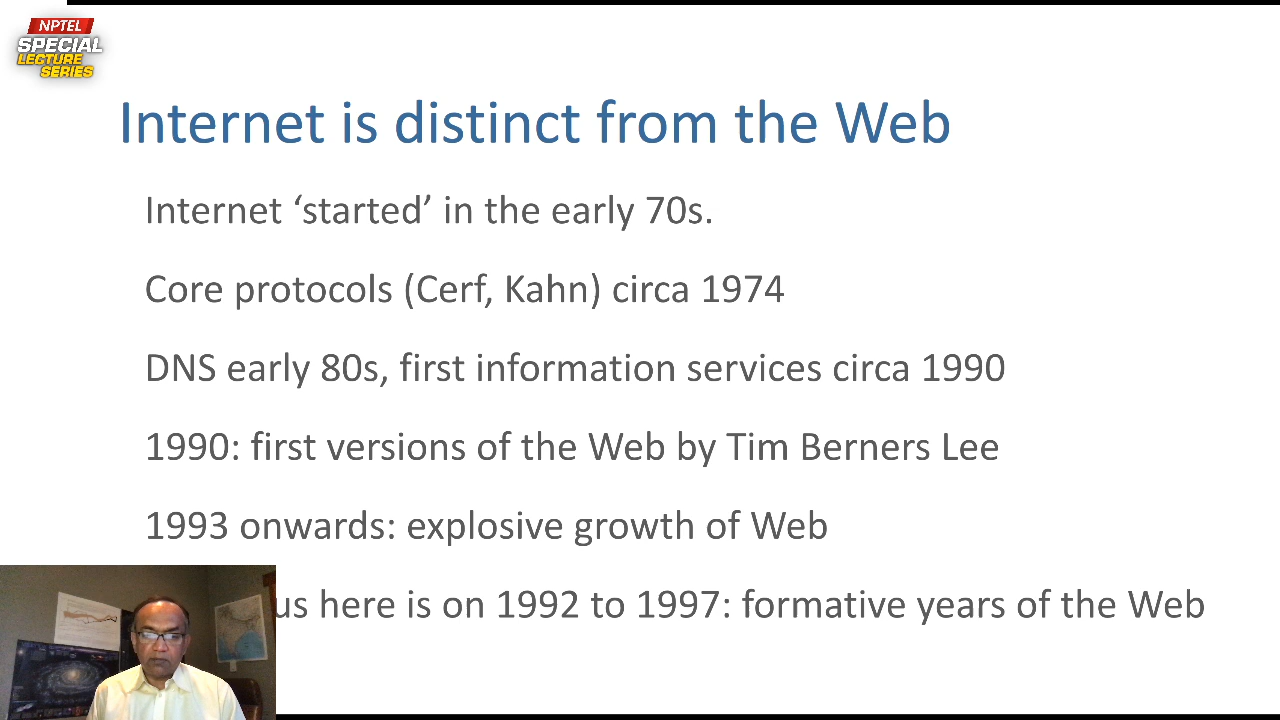 NPTEL
SPECIAL
LECTURE
SERIES
Internet is distinct from the Web
Internet ‘started’ in the early 70s.
Core protocols (Cerf, Kahn) circa 1974
DNS early 80s, first information services circa 1990
1990: first versions of the Web by Tim Berners Lee
1993 onwards: explosive growth of Web
us here is on 1992 to 1997: formative years of the Web